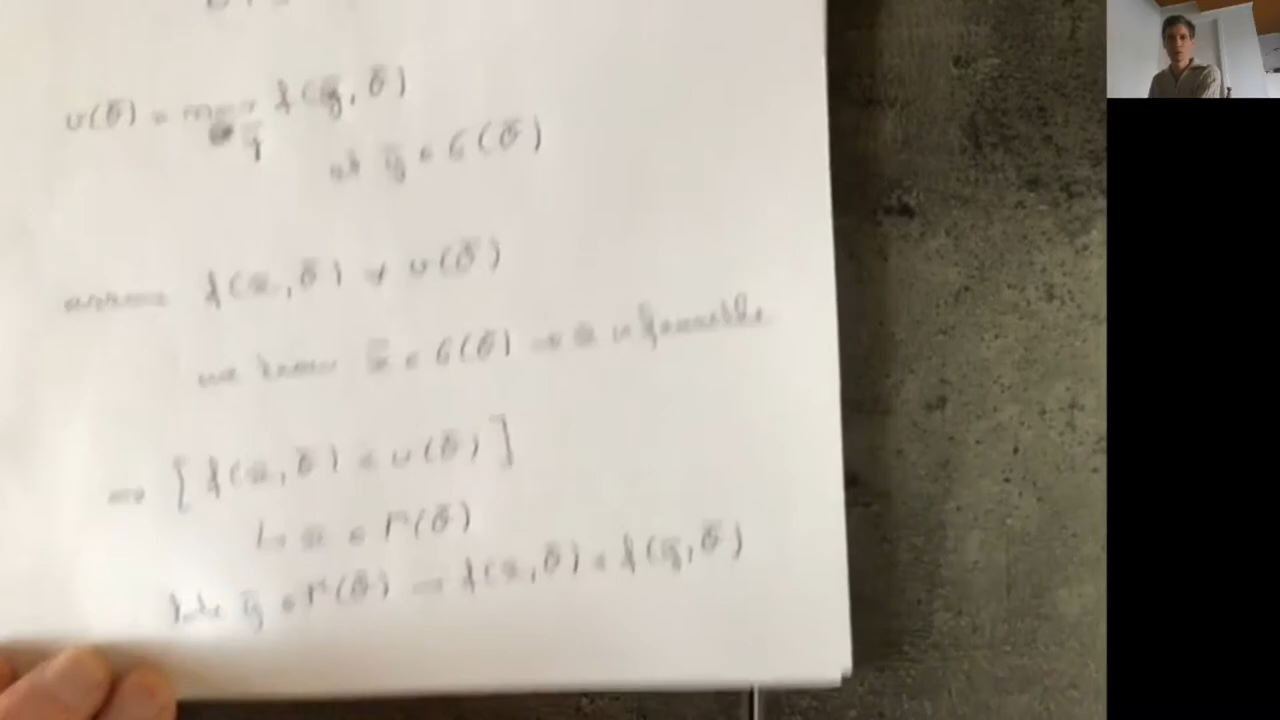 v(θ̄) = max f(ȳ, θ̄)
ȳ
st ȳ ∈ G(θ̄)
assume f(x̄, θ̄) ≠ v(θ̄)
we know x̄ ∈ G(θ̄) → x̄ is feasible
⇒ [f(x̄, θ̄) < v(θ̄)]
x̄ ∉ Γ(θ̄)
take ȳ ∈ Γ(θ̄) → f(x̄, θ̄) < f(ȳ, θ̄)